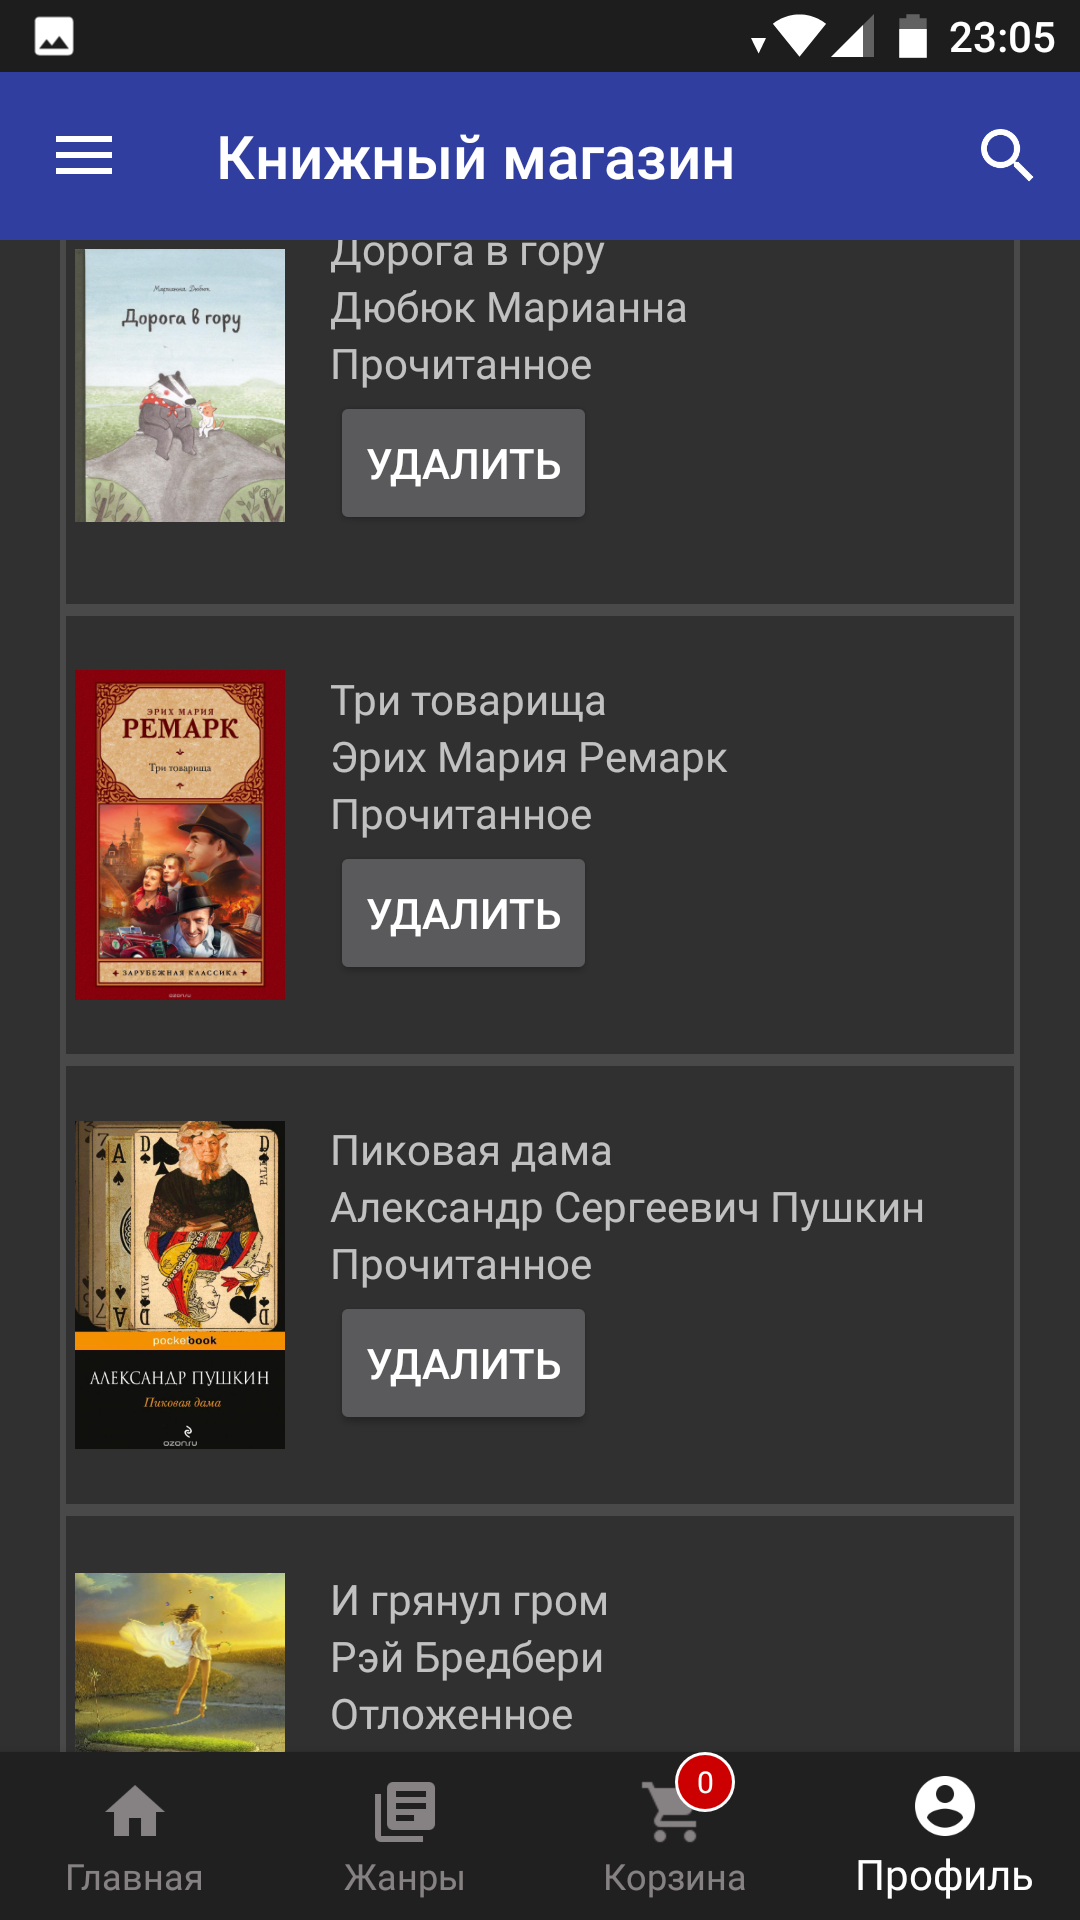 23:05
Книжный магазин
Марианна Дюбюк
Дорога в гору
Дорога в гору
Дюбюк Марианна
Прочитанное
УДАЛИТЬ
ЭРИХ МАРИЯ
РЕМАРК
Три товарища
ЗАРУБЕЖНАЯ КЛАССИКА
ozon.ru
Три товарища
Эрих Мария Ремарк
Прочитанное
УДАЛИТЬ
pocketbook
АЛЕКСАНДР ПУШКИН
Пиковая дама
ozon.ru
Пиковая дама
Александр Сергеевич Пушкин
Прочитанное
УДАЛИТЬ
И грянул гром
Рэй Бредбери
Отложенное
0
Главная
Жанры
Корзина
Профиль